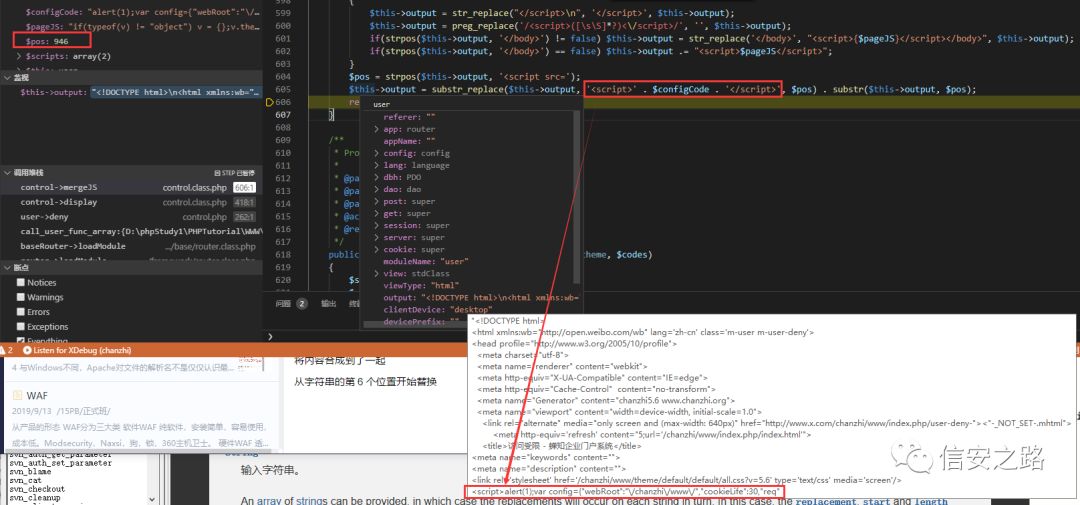 $configCode: "alert(1);var config={"webRoot":"\/
$pageJS: "if(typeof(v) != "object") v = {};v.the…
$pos: 946
$scripts: array(2)
监视
$this->output: "<!DOCTYPE html>\n<html xmlns:wb="…
调用堆栈
因 STEP 已暂停
control->mergeJS control.class.php 606:1
control->display control.class.php 418:1
user->deny control.php 262:1
call_user_func_array:{D:\phpStudy1\PHPTutorial\WWW\
baseRouter->loadModule …/base/router.class.php
断点
Notices
Warnings
Errors
Exceptions
Everything
2 Listen for XDebug (chanzhi)
598
599 $this->output = str_replace("</script>\n", '</script>', $this->output);
600 $this->output = preg_replace('/<script>([\s\S]*?)<\/script>/', '', $this->output);
601 if(strpos($this->output, '</body>') != false) $this->output = str_replace('</body>', "<script>{$pageJS}</script></body>", $this->output);
602 if(strpos($this->output, '</body>') == false) $this->output .= "<script>$pageJS</script>";
603 }
604 $pos = strpos($this->output, '<script src=');
605 $this->output = substr_replace($this->output, '<script>' . $configCode . '</script>', $pos) . substr($this->output, $pos);
606 re
607 }
608
609 /**
610 * Pro
611 *
612 * @pa
613 * @pa
614 * @pa
615 * @ac
616 * @re
617 */
618 public heme, $codes)
619 {
620 $s
user
referer: ""
app: router
appName: ""
config: config
lang: language
dbh: PDO
dao: dao
post: super
get: super
session: super
server: super
cookie: super
moduleName: "user"
view: stdClass
viewType: "html"
output: "<!DOCTYPE html>\n<html xmlns:wb=
clientDevice: "desktop"
devicePrefix: ""
问题 2 输出
"<!DOCTYPE html>
<html xmlns:wb="http://open.weibo.com/wb" lang='zh-cn' class='m-user m-user-deny'>
<head profile="http://www.w3.org/2005/10/profile">
<meta charset="utf-8">
<meta name="renderer" content="webkit">
<meta http-equiv="X-UA-Compatible" content="IE=edge">
<meta http-equiv="Cache-Control" content="no-transform">
<meta name="Generator" content="chanzhi5.6 www.chanzhi.org">
<meta name="viewport" content="width=device-width, initial-scale=1.0">
<link rel="alternate" media="only screen and (max-width: 640px)" href="http://www.x.com/chanzhi/www/index.php/user-deny-"><"-_NOT_SET-.mhtml">
<meta http-equiv='refresh' content="5;url='/chanzhi/www/index.php/index.html'">
<title>访问受限 - 蝉知企业门户系统</title>
<meta name="keywords" content="">
<meta name="description" content="">
<link rel='stylesheet' href='/chanzhi/www/theme/default/default/all.css?v=5.6' type='text/css' media='screen'/>
<script>alert(1);var config={"webRoot":"\/chanzhi\/www\/","cookieLife":30,"req"
4 与Windows不同，Apache对文件的解析名不是仅仅认识最…
WAF
2019/9/13 /15PB/正式班/
从产品的形态 WAF分为三大类 软件WAF 纯软件，安装简单，容易使用，
成本低。Modsecurity、Naxsi、狗，锁，360主机卫士。 硬件WAF 适…
将内容合成到了一起
从字符串的第 6 个位置开始替换
svn_auth_get_parameter
svn_auth_set_parameter
svn_blame
svn_cat
svn_checkout
svn_cleanup
string
输入字符串。
An array of strings can be provided, in which case the replacements will occur on each string in turn. In this case, the replacement, start and length
信安之路